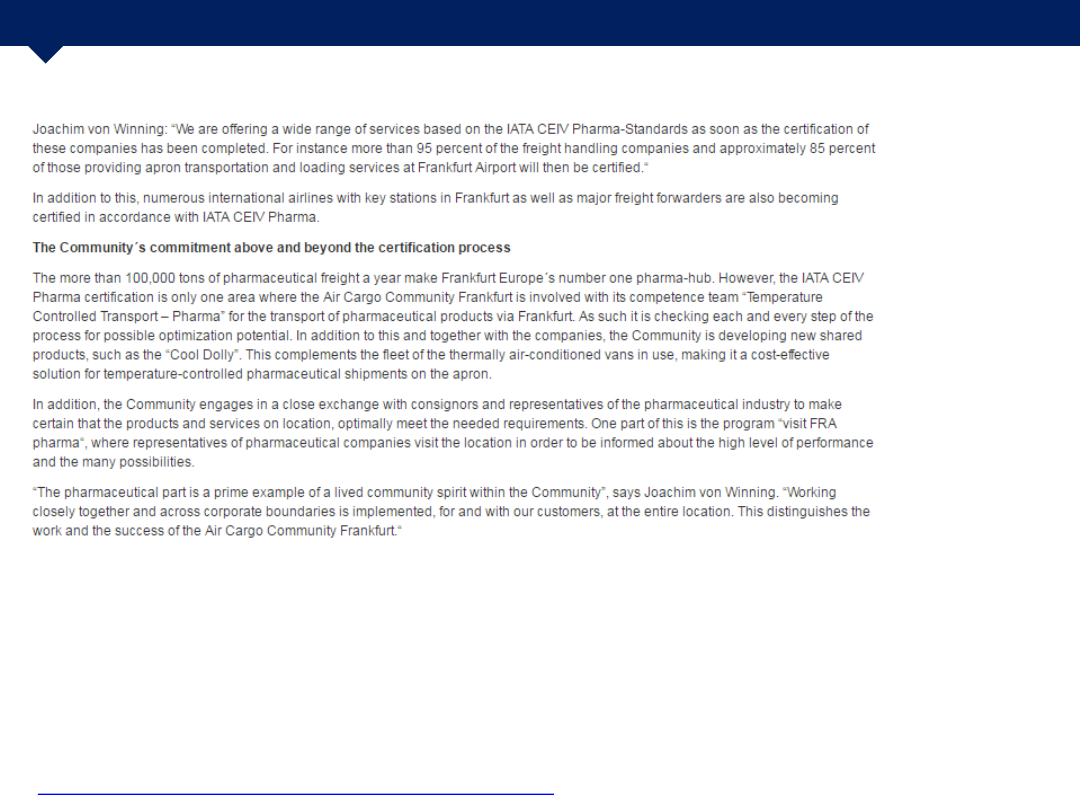 Joachim von Winning: “We are offering a wide range of services based on the IATA CEIV Pharma-Standards as soon as the certification of
these companies has been completed. For instance more than 95 percent of the freight handling companies and approximately 85 percent
of those providing apron transportation and loading services at Frankfurt Airport will then be certified.“
In addition to this, numerous international airlines with key stations in Frankfurt as well as major freight forwarders are also becoming
certified in accordance with IATA CEIV Pharma.
The Community´s commitment above and beyond the certification process
The more than 100,000 tons of pharmaceutical freight a year make Frankfurt Europe´s number one pharma-hub. However, the IATA CEIV
Pharma certification is only one area where the Air Cargo Community Frankfurt is involved with its competence team “Temperature
Controlled Transport – Pharma” for the transport of pharmaceutical products via Frankfurt. As such it is checking each and every step of the
process for possible optimization potential. In addition to this and together with the companies, the Community is developing new shared
products, such as the “Cool Dolly”. This complements the fleet of the thermally air-conditioned vans in use, making it a cost-effective
solution for temperature-controlled pharmaceutical shipments on the apron.
In addition, the Community engages in a close exchange with consignors and representatives of the pharmaceutical industry to make
certain that the products and services on location, optimally meet the needed requirements. One part of this is the program “visit FRA
pharma“, where representatives of pharmaceutical companies visit the location in order to be informed about the high level of performance
and the many possibilities.
“The pharmaceutical part is a prime example of a lived community spirit within the Community”, says Joachim von Winning. “Working
closely together and across corporate boundaries is implemented, for and with our customers, at the entire location. This distinguishes the
work and the success of the Air Cargo Community Frankfurt.“